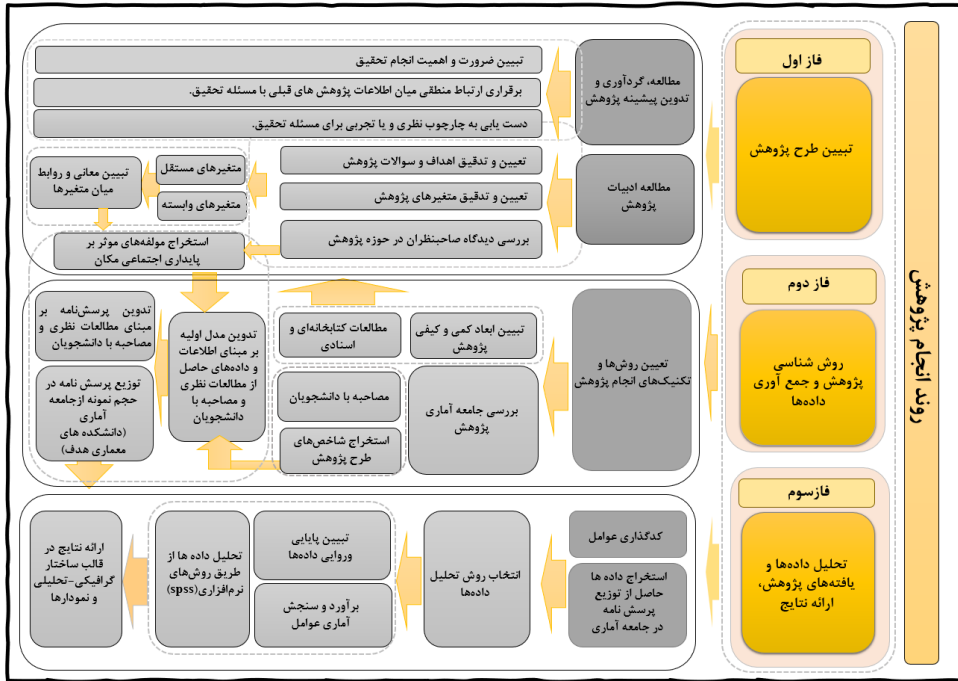 روند انجام پژوهش
فاز اول
تبیین طرح پژوهش
مطالعه، گردآوری و
تدوین پیشینه پژوهش
تبیین ضرورت و اهمیت انجام تحقیق
برقراری ارتباط منطقی میان اطلاعات پژوهش های قبلی با مسئله تحقیق.
دست یابی به چارچوب نظری و یا تجربی برای مسئله تحقیق.
مطالعه ادبیات
پژوهش
تعیین و تدقیق اهداف و سوالات پژوهش
تعیین و تدقیق متغیرهای پژوهش
بررسی دیدگاه صاحبنظران در حوزه پژوهش
متغیرهای مستقل
متغیرهای وابسته
تبیین معانی و روابط
میان متغیرها
استخراج مولفه‌های موثر بر
پایداری اجتماعی مکان
فاز دوم
روش شناسی
پژوهش و جمع آوری
داده‌ها
تعیین روش‌ها و
تکنیک‌های انجام پژوهش
تبیین ابعاد کمی و کیفی
پژوهش
مطالعات کتابخانه‌ای و
اسنادی
بررسی جامعه آماری
پژوهش
مصاحبه با دانشجویان
استخراج شاخص‌های
طرح پژوهش
تدوین مدل اولیه
بر مبنای اطلاعات
و داده‌های حاصل
از مطالعات نظری
و مصاحبه با
دانشجویان
تدوین پرسش‌نامه بر
مبنای مطالعات نظری و
مصاحبه با دانشجویان
توزیع پرسش نامه در
حجم نمونه ازجامعه
آماری
(دانشکده های
معماری هدف)
فازسوم
تحلیل داده‌ها و
یافته‌های پژوهش،
ارائه نتایج
کدگذاری عوامل
استخراج داده ها
حاصل از توزیع
پرسش نامه
در جامعه آماری
انتخاب روش تحلیل
داده‌ها
تبیین پایایی
وروایی داده‌ها
برآورد و سنجش
آماری عوامل
تحلیل داده ها از
طریق روش‌های
نرم‌افزاری(spss)
ارائه نتایج در
قالب ساختار
گرافیکی-تحلیلی
و نمودارها